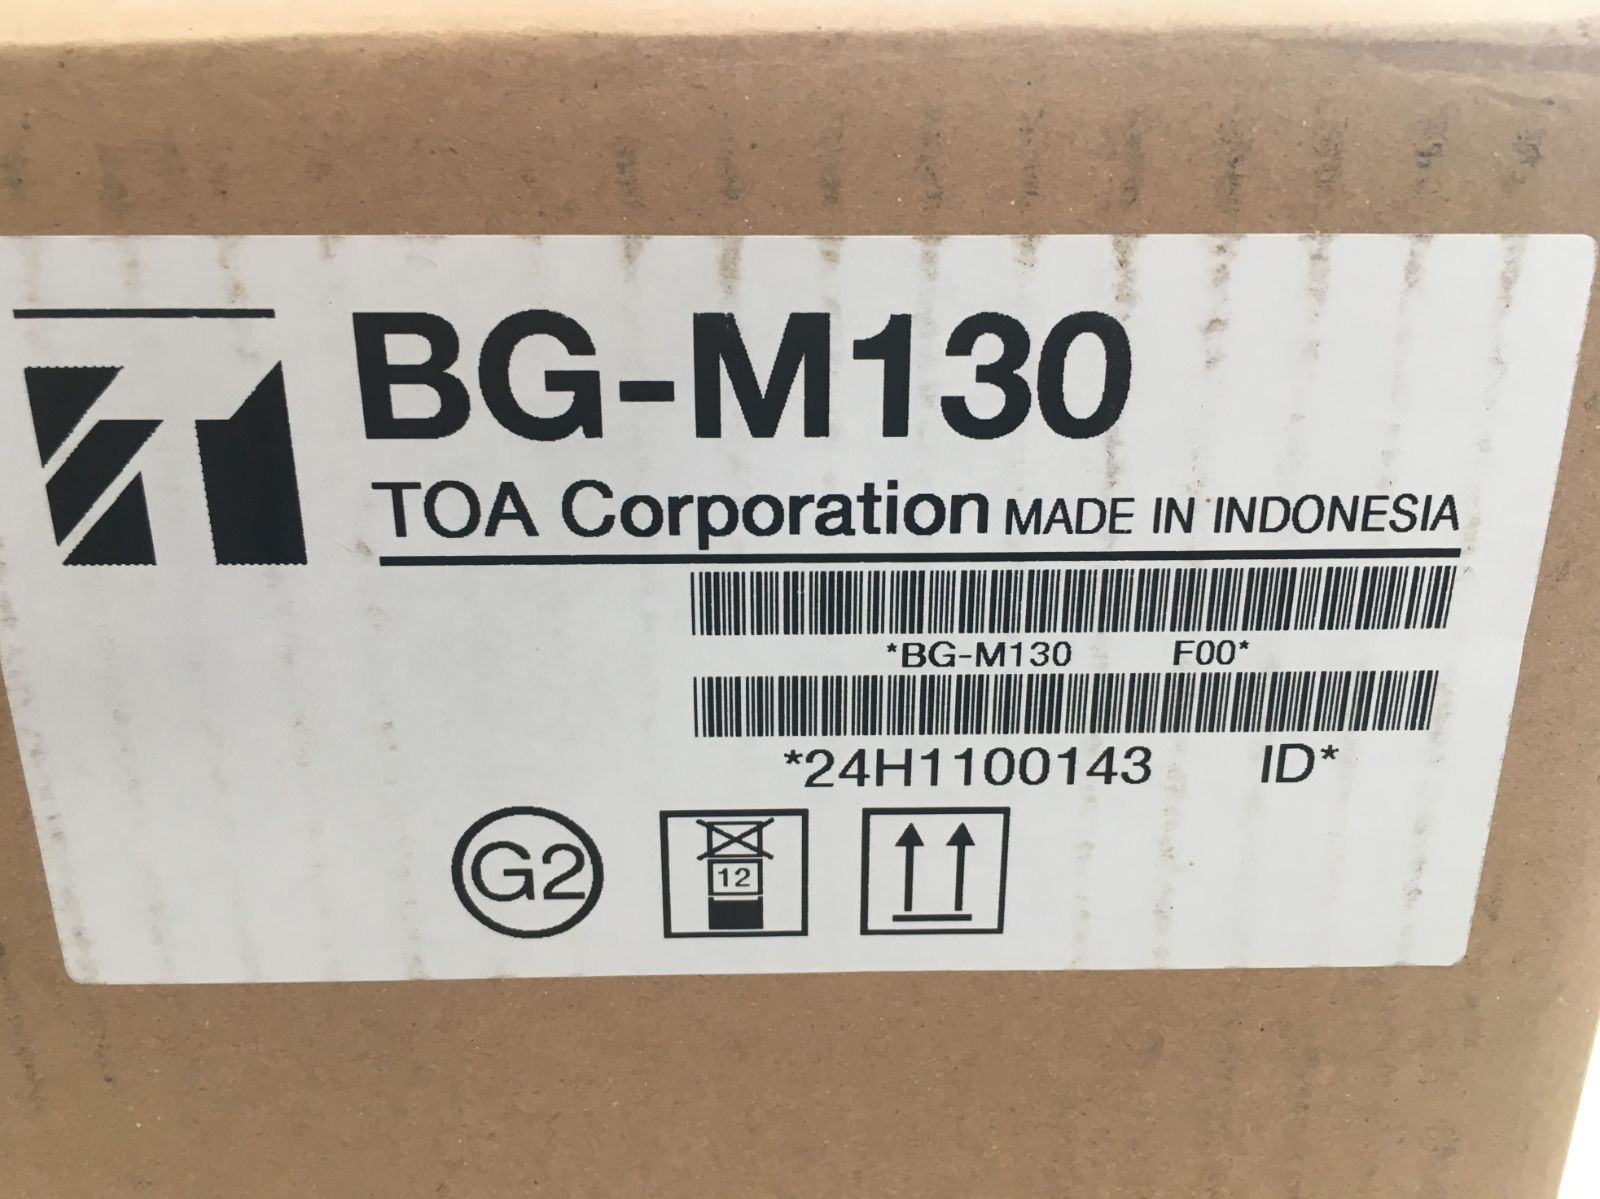 BG-M130
TOA Corporation MADE IN INDONESIA
*BG-M130 F00*
*24H1100143 ID*
G2
12